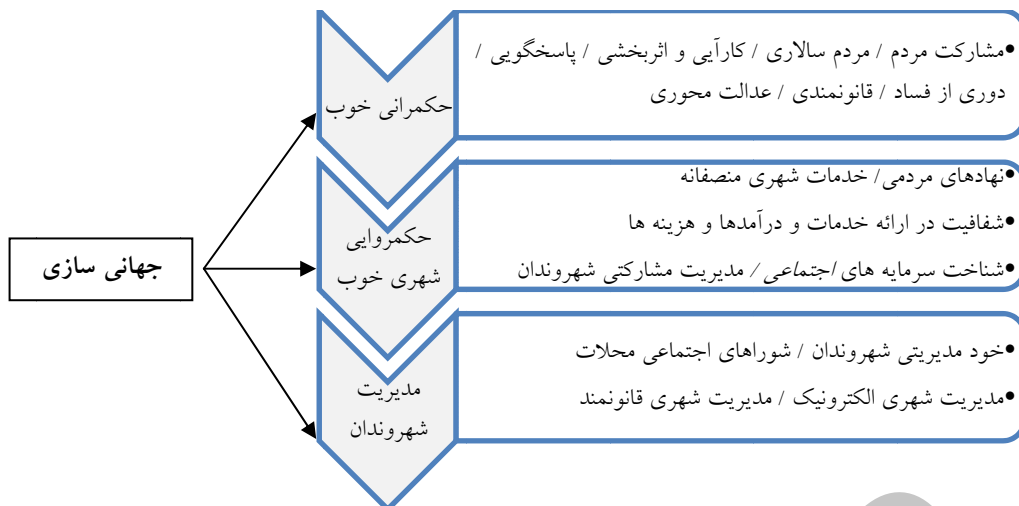 جهانی سازی
حکمرانی خوب
•مشارکت مردم / مردم سالاری / کارآیی و اثربخشی / پاسخگویی /
دوری از فساد / قانونمندی / عدالت محوری
حکمروایی
شهری خوب
•نهادهای مردمی/ خدمات شهری منصفانه
•شفافیت در ارائه خدمات و درآمدها و هزینه ها
•شناخت سرمایه های اجتماعی/ مدیریت مشارکتی شهروندان
مدیریت
شهروندان
•خود مدیریتی شهروندان / شوراهای اجتماعی محلات
•مدیریت شهری الکترونیک / مدیریت شهری قانونمند